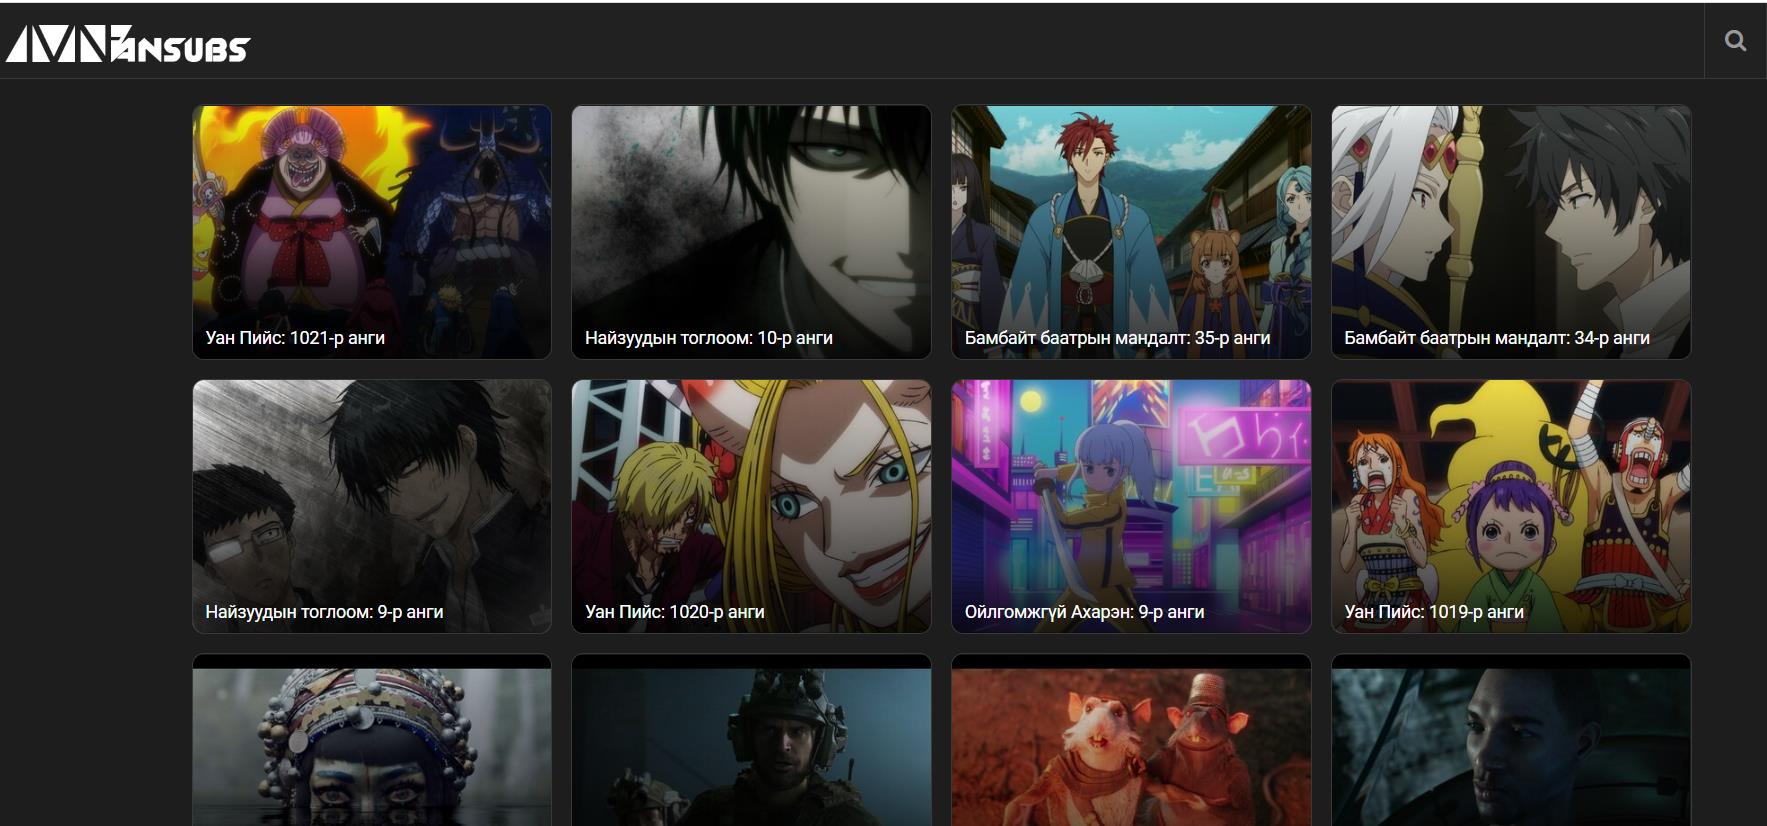 AMNFANSUBS
Уан Пийс: 1021-р анги
Найзуудын тоглоом: 10-р анги
Бамбайт баатрын мандалт: 35-р анги
Бамбайт баатрын мандалт: 34-р анги
Найзуудын тоглоом: 9-р анги
Уан Пийс: 1020-р анги
Ойлгомжгүй Ахарэн: 9-р анги
Уан Пийс: 1019-р анги